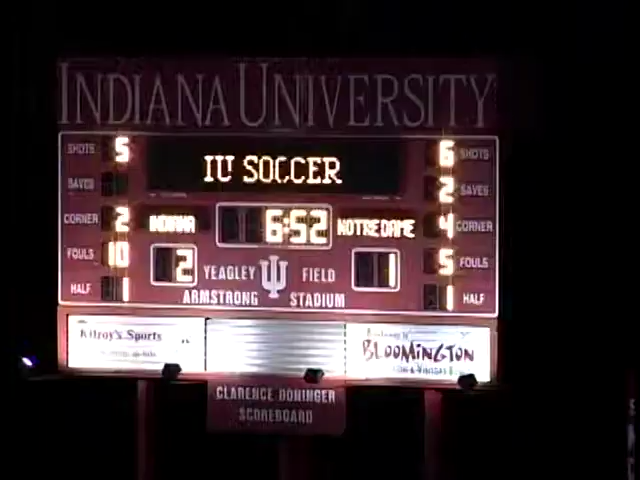 INDIANA UNIVERSITY
SHOTS 5 IU SOCCER 6 SHOTS
SAVES 2 SAVES
CORNER 2 INDIANA 6:52 NOTRE DAME 4 CORNER
FOULS 10 2 YEAGLEY FIELD 1 5 FOULS
HALF 1 ARMSTRONG STADIUM 1 HALF
Kilroy's Sports
BLOOMINGTON
CLARENCE DONINGER
SCOREBOARD